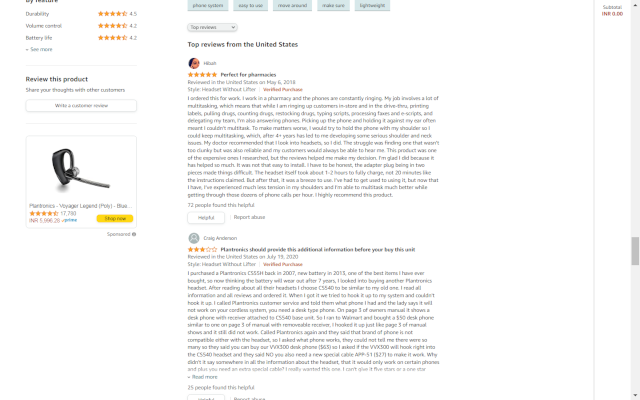 by feature
Durability 4.5
Volume control 4.2
Battery life 4.2
See more
Review this product
Share your thoughts with other customers
Write a customer review
Plantronics - Voyager Legend (Poly) - Blue...
17,780
INR 5,996.28 prime
Shop now
Sponsored
phone system
easy to use
move around
make sure
lightweight
Top reviews
Top reviews from the United States
Perfect for pharmacies
Reviewed in the United States on May 6, 2018
Style: Headset Without Lifter | Verified Purchase
I ordered this for work. I work in a pharmacy and the phones are constantly ringing. My job involves a lot of
multitasking, which means that while I am ringing up customers in-store and in the drive-thru, printing
labels, pulling drugs, counting drugs, restocking drugs, typing scripts, processing faxes and e-scripts, and
delegating my team, I'm also answering phones. Picking up the phone and holding it against my ear often
meant I couldn't multitask. To make matters worse, I would try to hold the phone with my shoulder so I
could keep multitasking, which, after 4+ years has led to me developing some serious shoulder and neck
issues. My doctor recommended that I look into headsets, so I did. The struggle was finding one that wasn't
too clunky but was also reliable and my customers would always be able to hear me. This product was one
of the expensive ones I researched, but the reviews helped me make my decision. I'm glad I did because it
has helped so much. It was not that easy to install. I have to be honest, the adaptor plug being in two
pieces made things difficult. The headset itself took about 1-2 hours to fully charge, not 20 minutes like
the instructions claimed. But after that, it was a breeze to use. I've had to get used to using it, but now that
I have, I've experienced much less tension in my shoulders and I'm able to multitask much better while
getting through those dozens of phone calls per hour. I highly recommend this product.
72 people found this helpful
Helpful
Report abuse
Craig Anderson
Plantronics should provide this additional information before your buy this unit
Reviewed in the United States on July 19, 2020
Style: Headset Without Lifter | Verified Purchase
I purchased a Plantronics CS55H back in 2007, new battery in 2013, one of the best items I have ever
bought, so now thinking the battery will wear out after 7 years, I looked into buying another Plantronics
headset. After reading about all their headsets I choose CS540 to be similar to my old one. I read all
information and all reviews and ordered it. When I got it we tried to hook it up to my system and couldn't
hook it up. I called Plantronics customer service and told them what phone I had and the lady says it will
not work on your cordless system, you need a desk type phone. On page 3 of owners manual it shows a
desk phone with receiver attached to CS540 base unit. So I ran to Walmart and bought a $50 desk phone
similar to one on page 3 of manual with removeable receiver. I hooked it up just like page 3 of manual
shows and it still did not work. Called Plantronics again and they said that brand of phone is not
compatible either with the headset, so I asked what phone works, they could not tell me there were so
many so they said you can buy our VVX300 desk phone ($65) so I asked if the VVX300 will hook right into
the CS540 headset and they said NO you also need a new special cable APP-51 ($27) to make it work. Why
didn't it say somewhere in all the information about the headset, that it would only work on certain phones
and plus you need an extra special cable? I really wanted this one. I can't give it five stars or a one star
Read more
25 people found this helpful
Helpful
Report abuse
Subtotal
INR 0.00